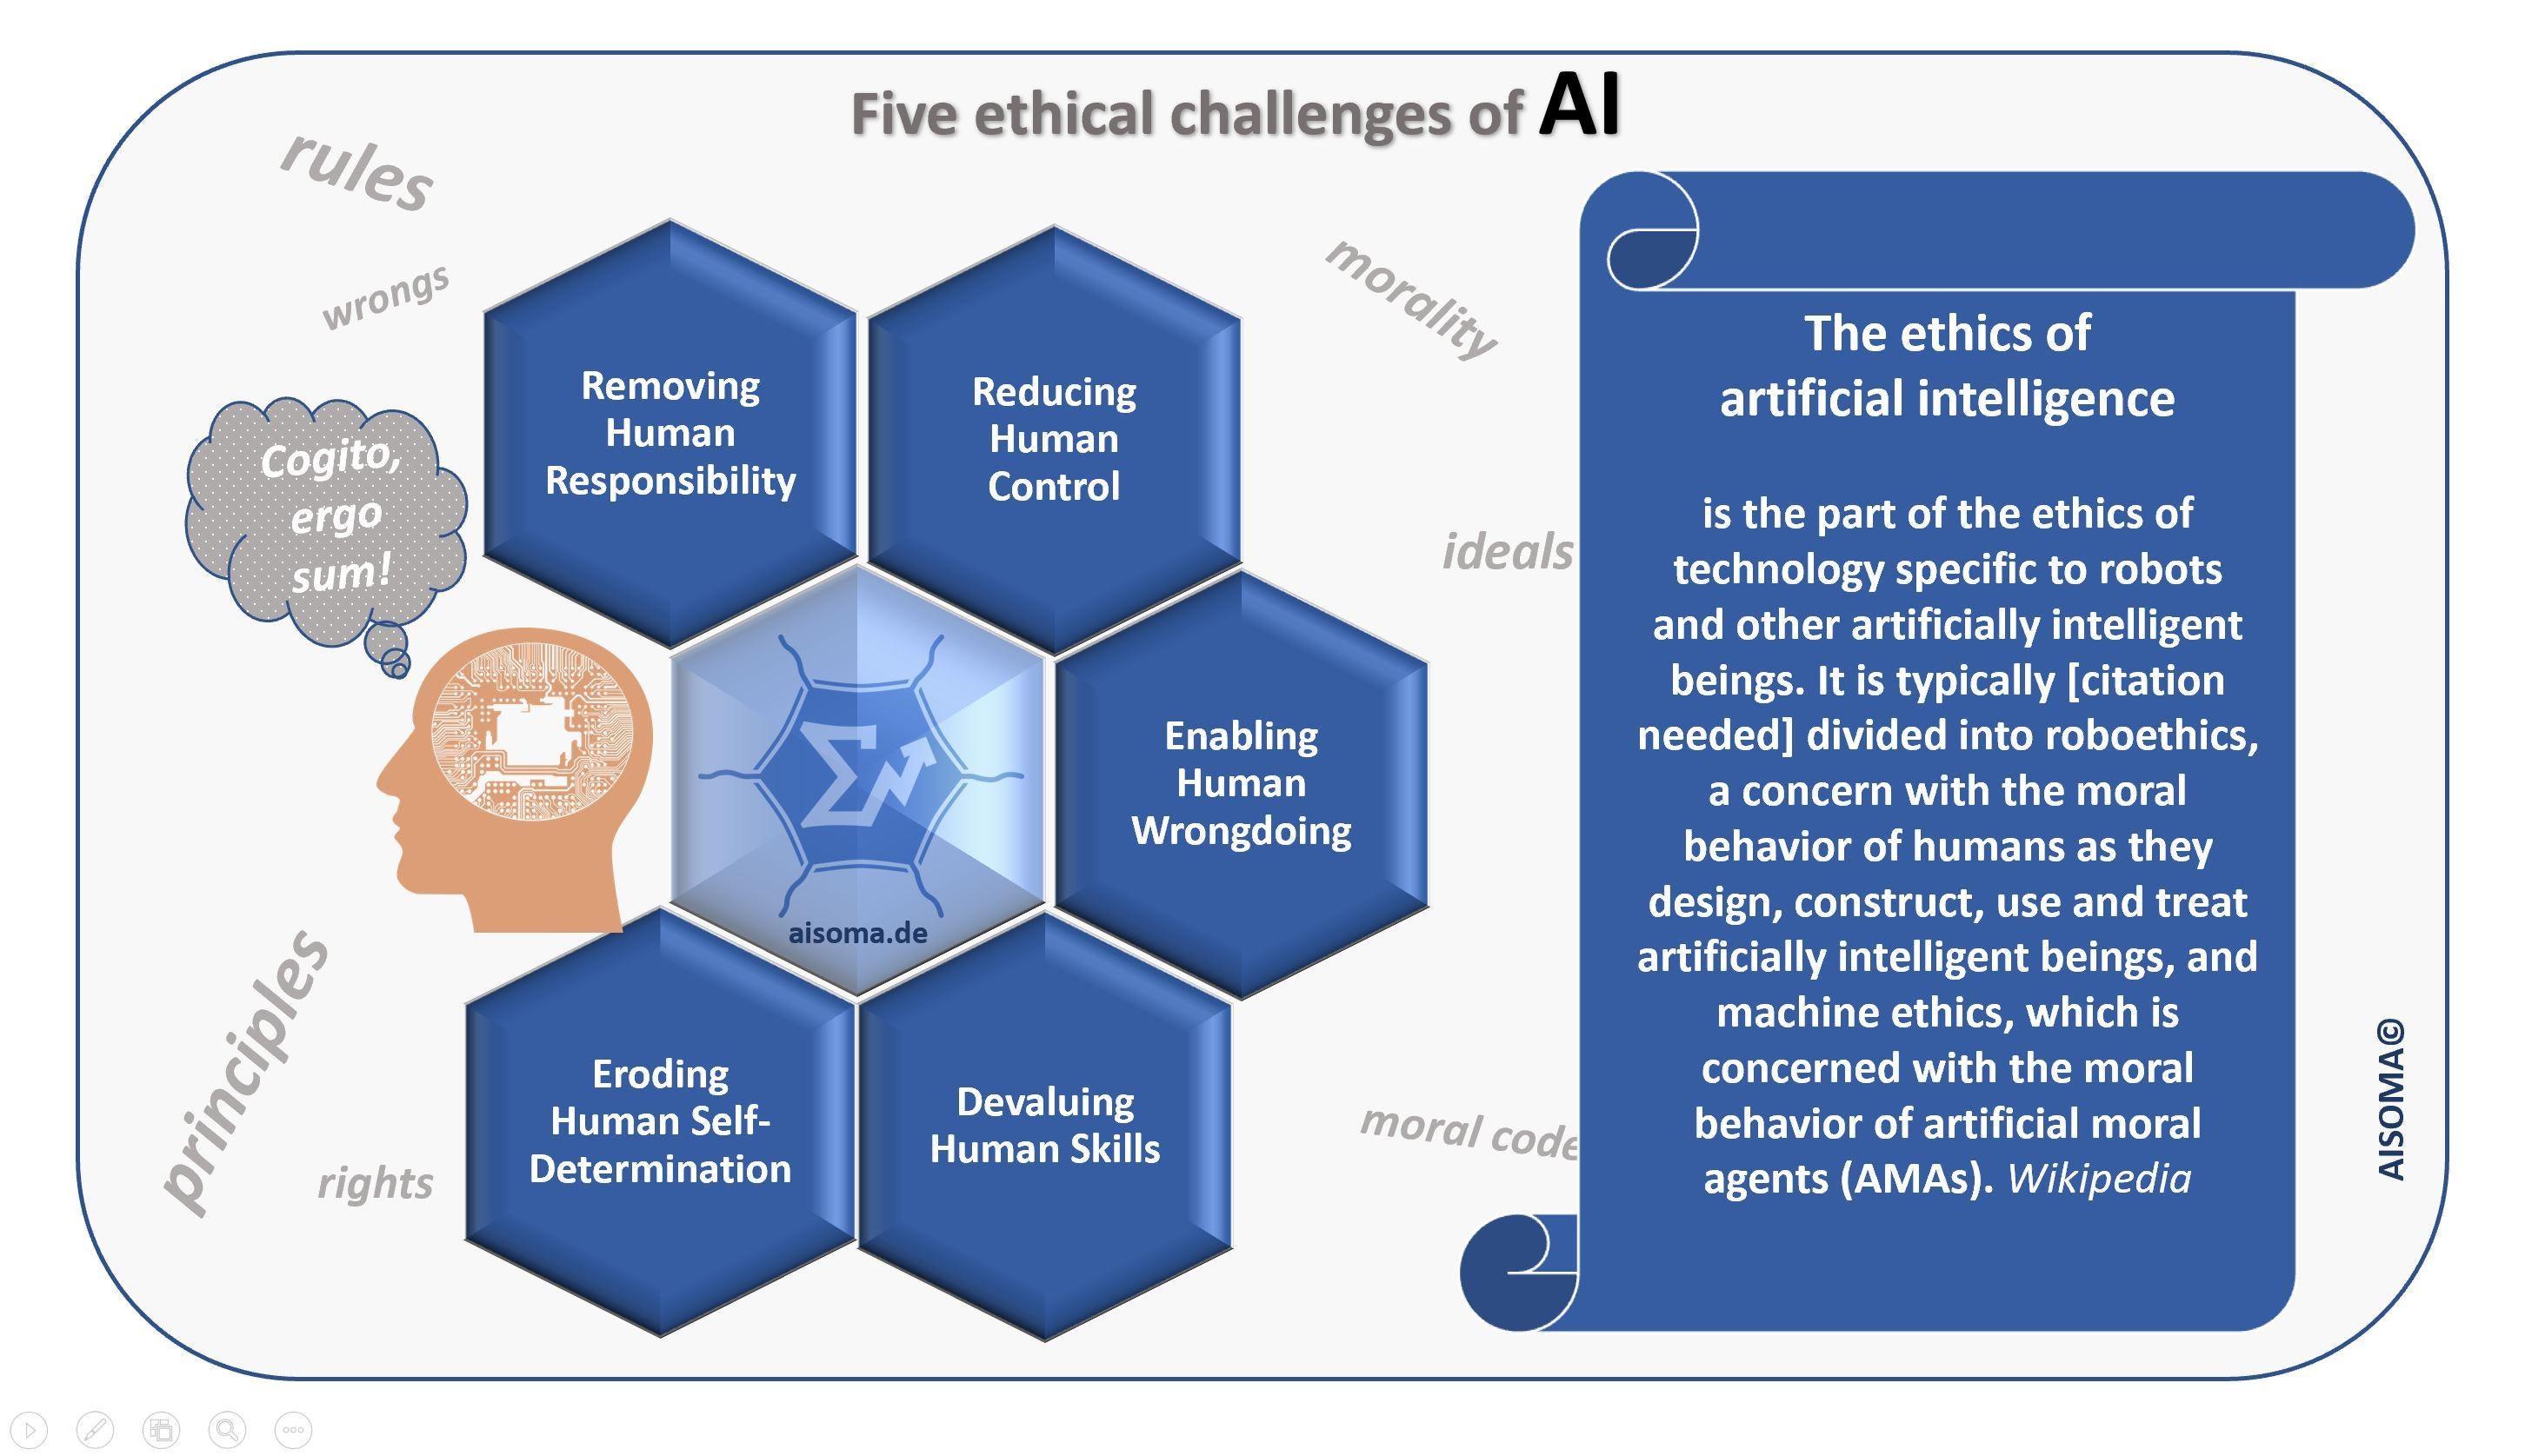 Five ethical challenges of AI
rules
wrongs
morality
ideals
principles
rights
moral code
Cogito,
ergo
sum!
Removing
Human
Responsibility
Reducing
Human
Control
Enabling
Human
Wrongdoing
aisoma.de
Eroding
Human Self-
Determination
Devaluing
Human Skills
The ethics of
artificial intelligence
is the part of the ethics of
technology specific to robots
and other artificially intelligent
beings. It is typically [citation
needed] divided into roboethics,
a concern with the moral
behavior of humans as they
design, construct, use and treat
artificially intelligent beings, and
machine ethics, which is
concerned with the moral
behavior of artificial moral
agents (AMAs). Wikipedia
AISOMA©